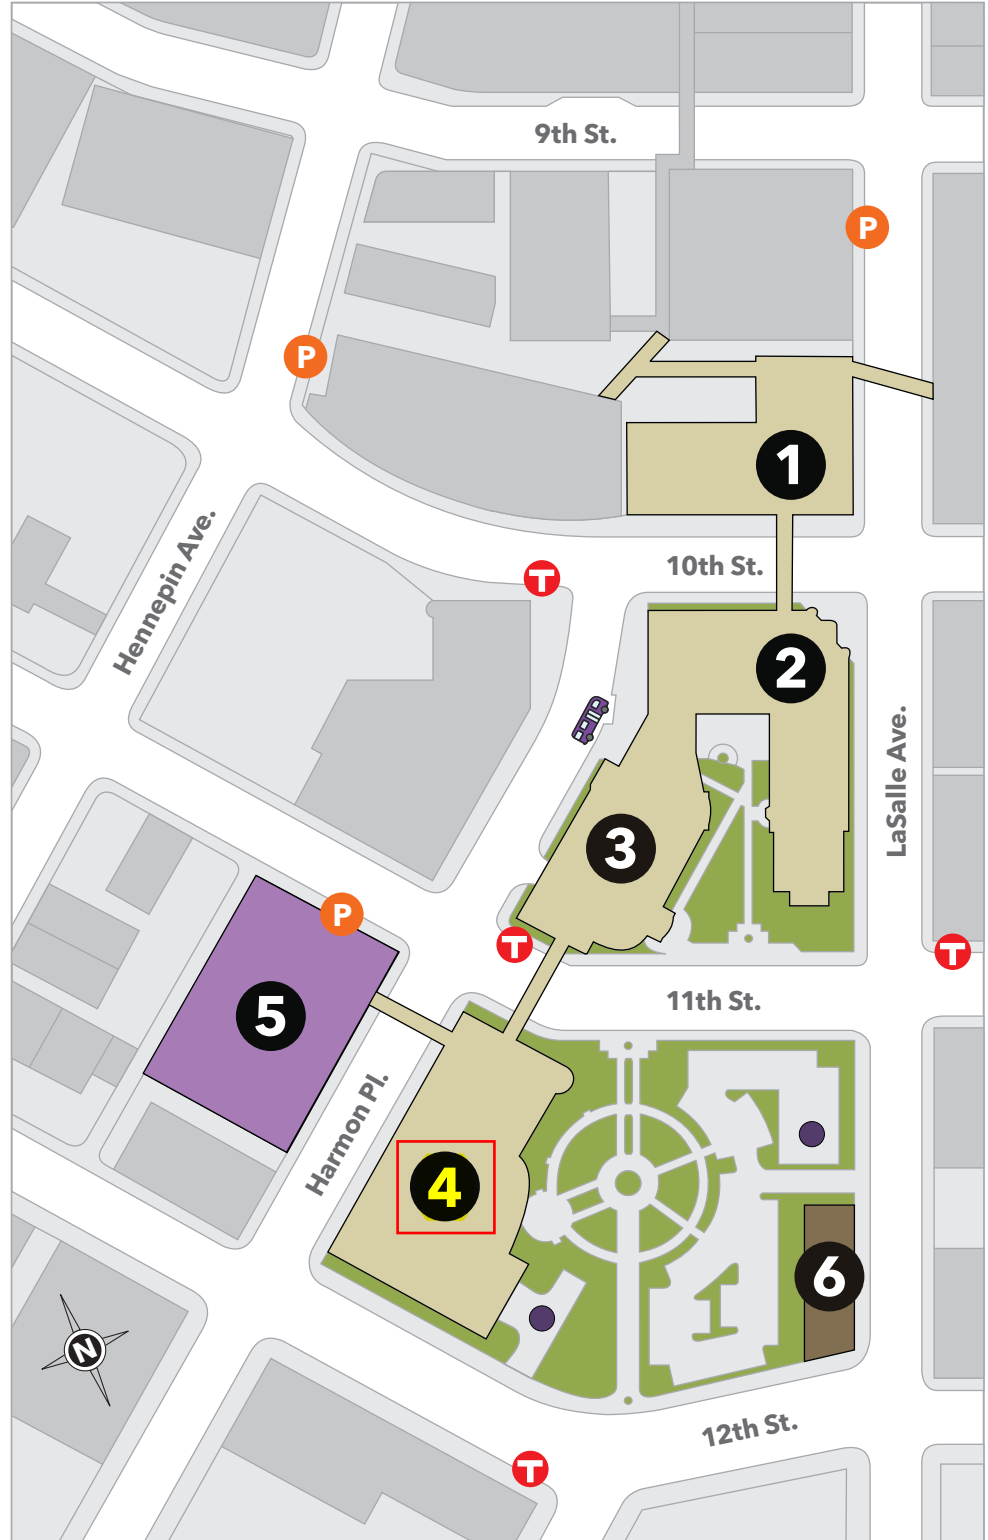 9th St.
P
P
1
10th St.
T
Hennepin Ave.
2
LaSalle Ave.
3
P
T
T
5
11th St.
Harmon Pl.
4
6
N
12th St.
T